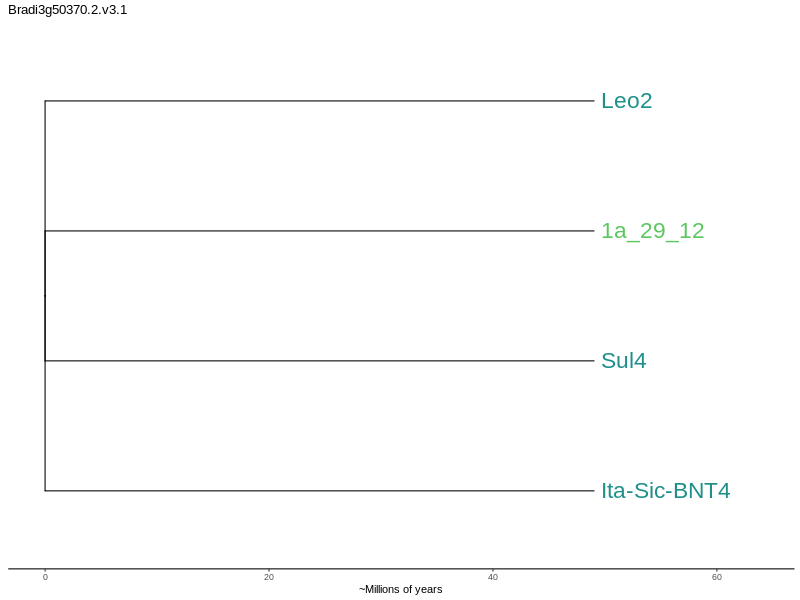 Bradi3g50370.2.v3.1
Leo2
1a_29_12
Sul4
Ita-Sic-BNT4
0 20 40 60
~Millions of years